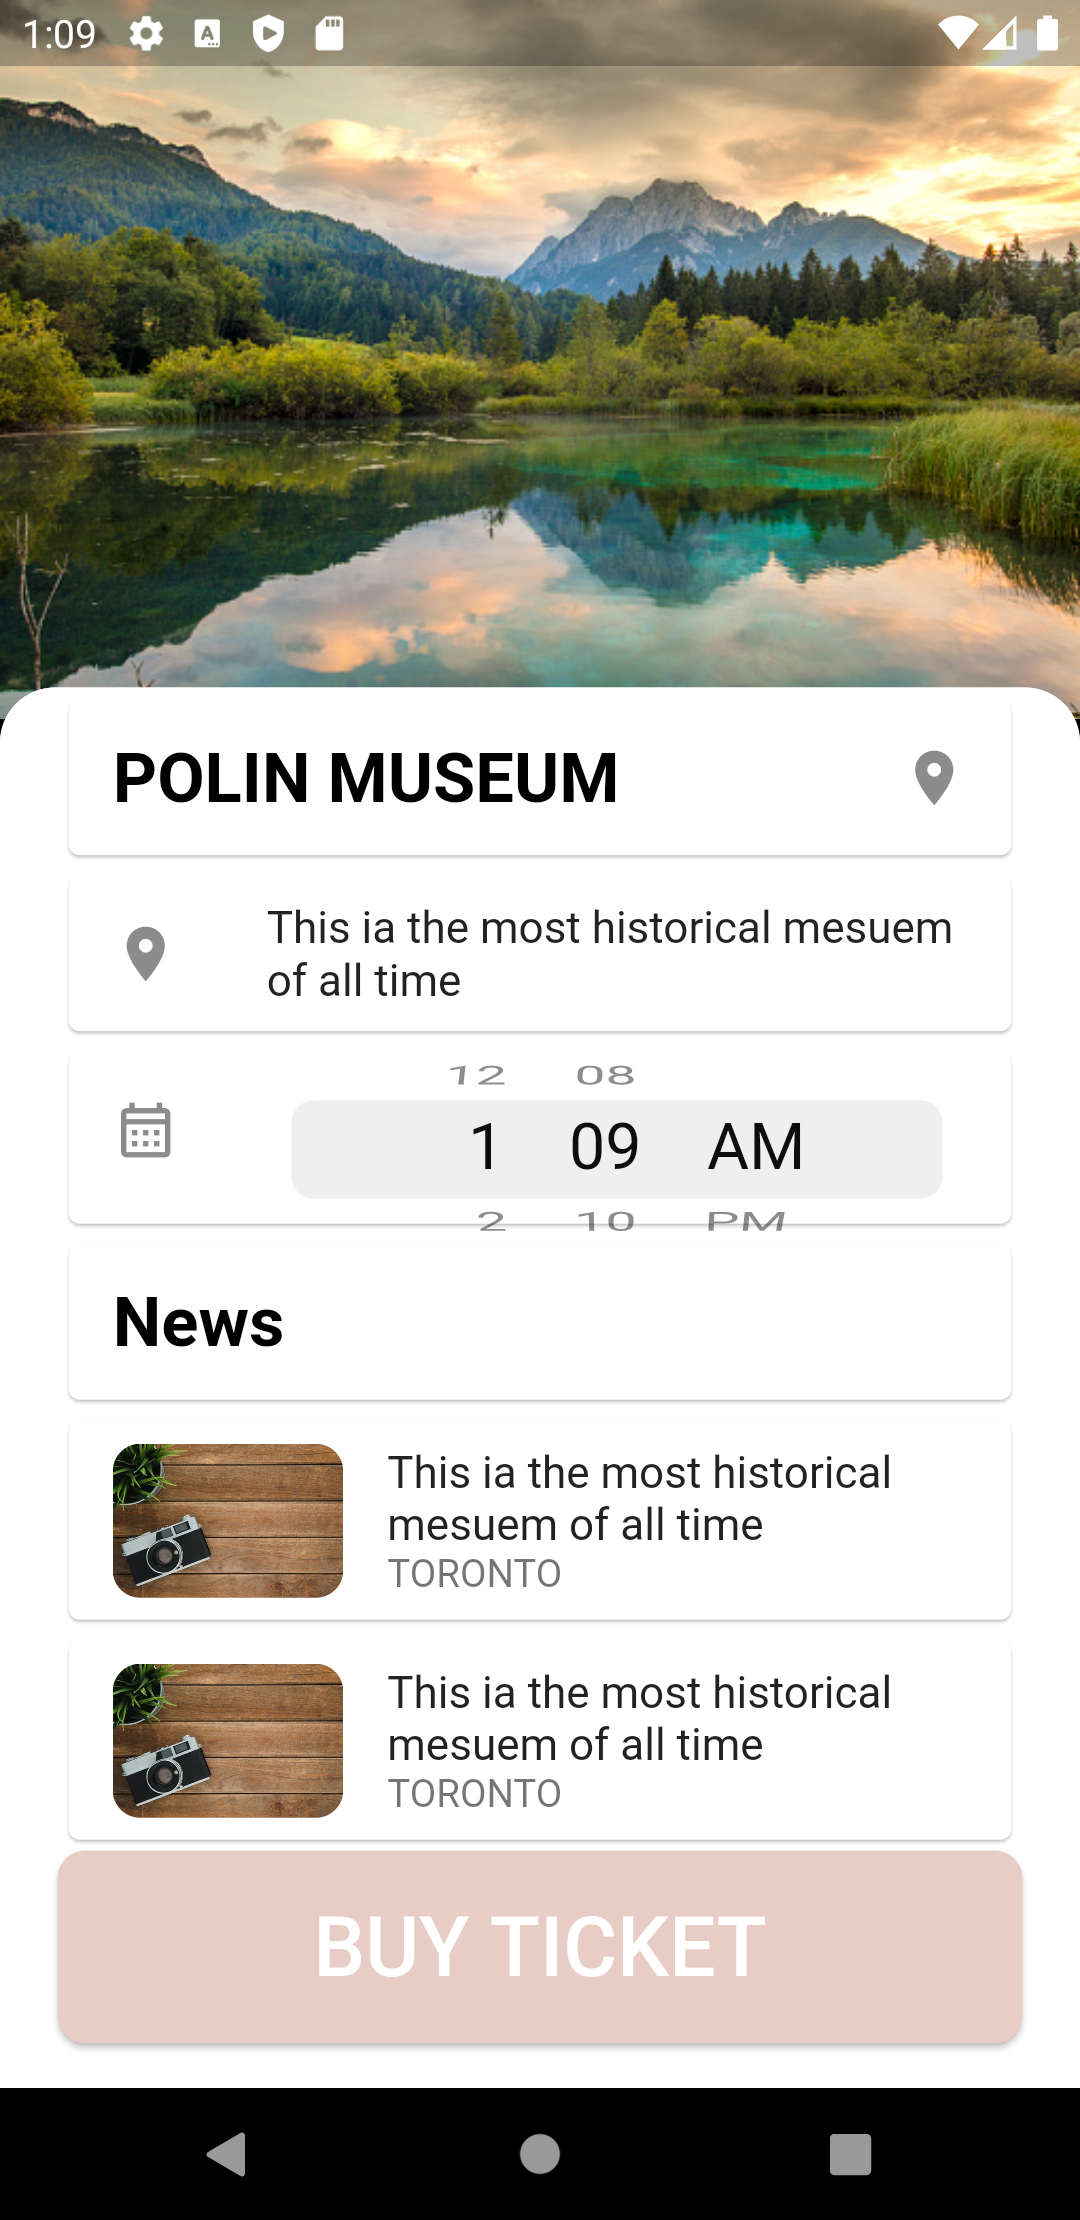 1:09
POLIN MUSEUM
This ia the most historical mesuem
of all time
12 08
1 09 AM
2 10 PM
News
This ia the most historical
mesuem of all time
TORONTO
This ia the most historical
mesuem of all time
TORONTO
BUY TICKET